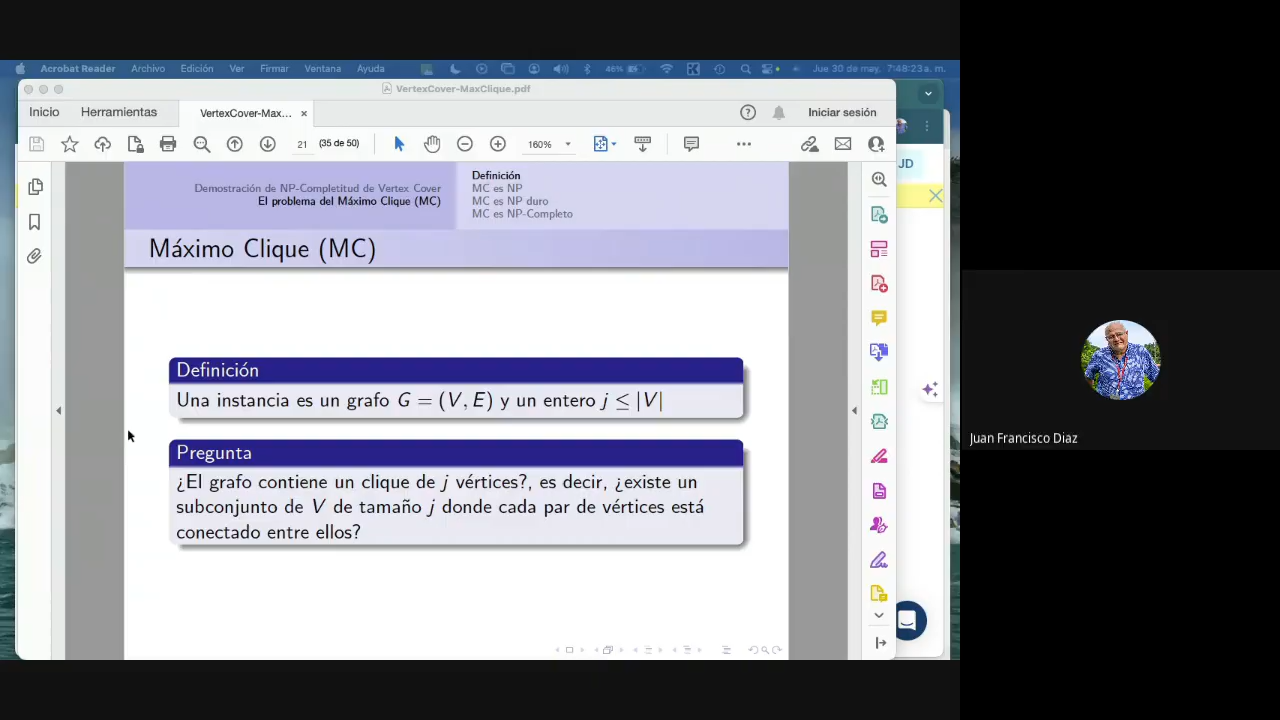 Acrobat Reader Archivo Edición Ver Firmar Ventana Ayuda 46% Jue 30 de may. 7:48:23 a. m.
VertexCover-MaxClique.pdf
Inicio Herramientas VertexCover-Max... × Iniciar sesión
21 (35 de 50) 160%
JD
Demostración de NP-Completitud de Vertex Cover
El problema del Máximo Clique (MC)
Definición
MC es NP
MC es NP duro
MC es NP-Completo
Máximo Clique (MC)
Definición
Una instancia es un grafo G = (V, E) y un entero j ≤ |V|
Pregunta
¿El grafo contiene un clique de j vértices?, es decir, ¿existe un
subconjunto de V de tamaño j donde cada par de vértices está
conectado entre ellos?
Juan Francisco Diaz